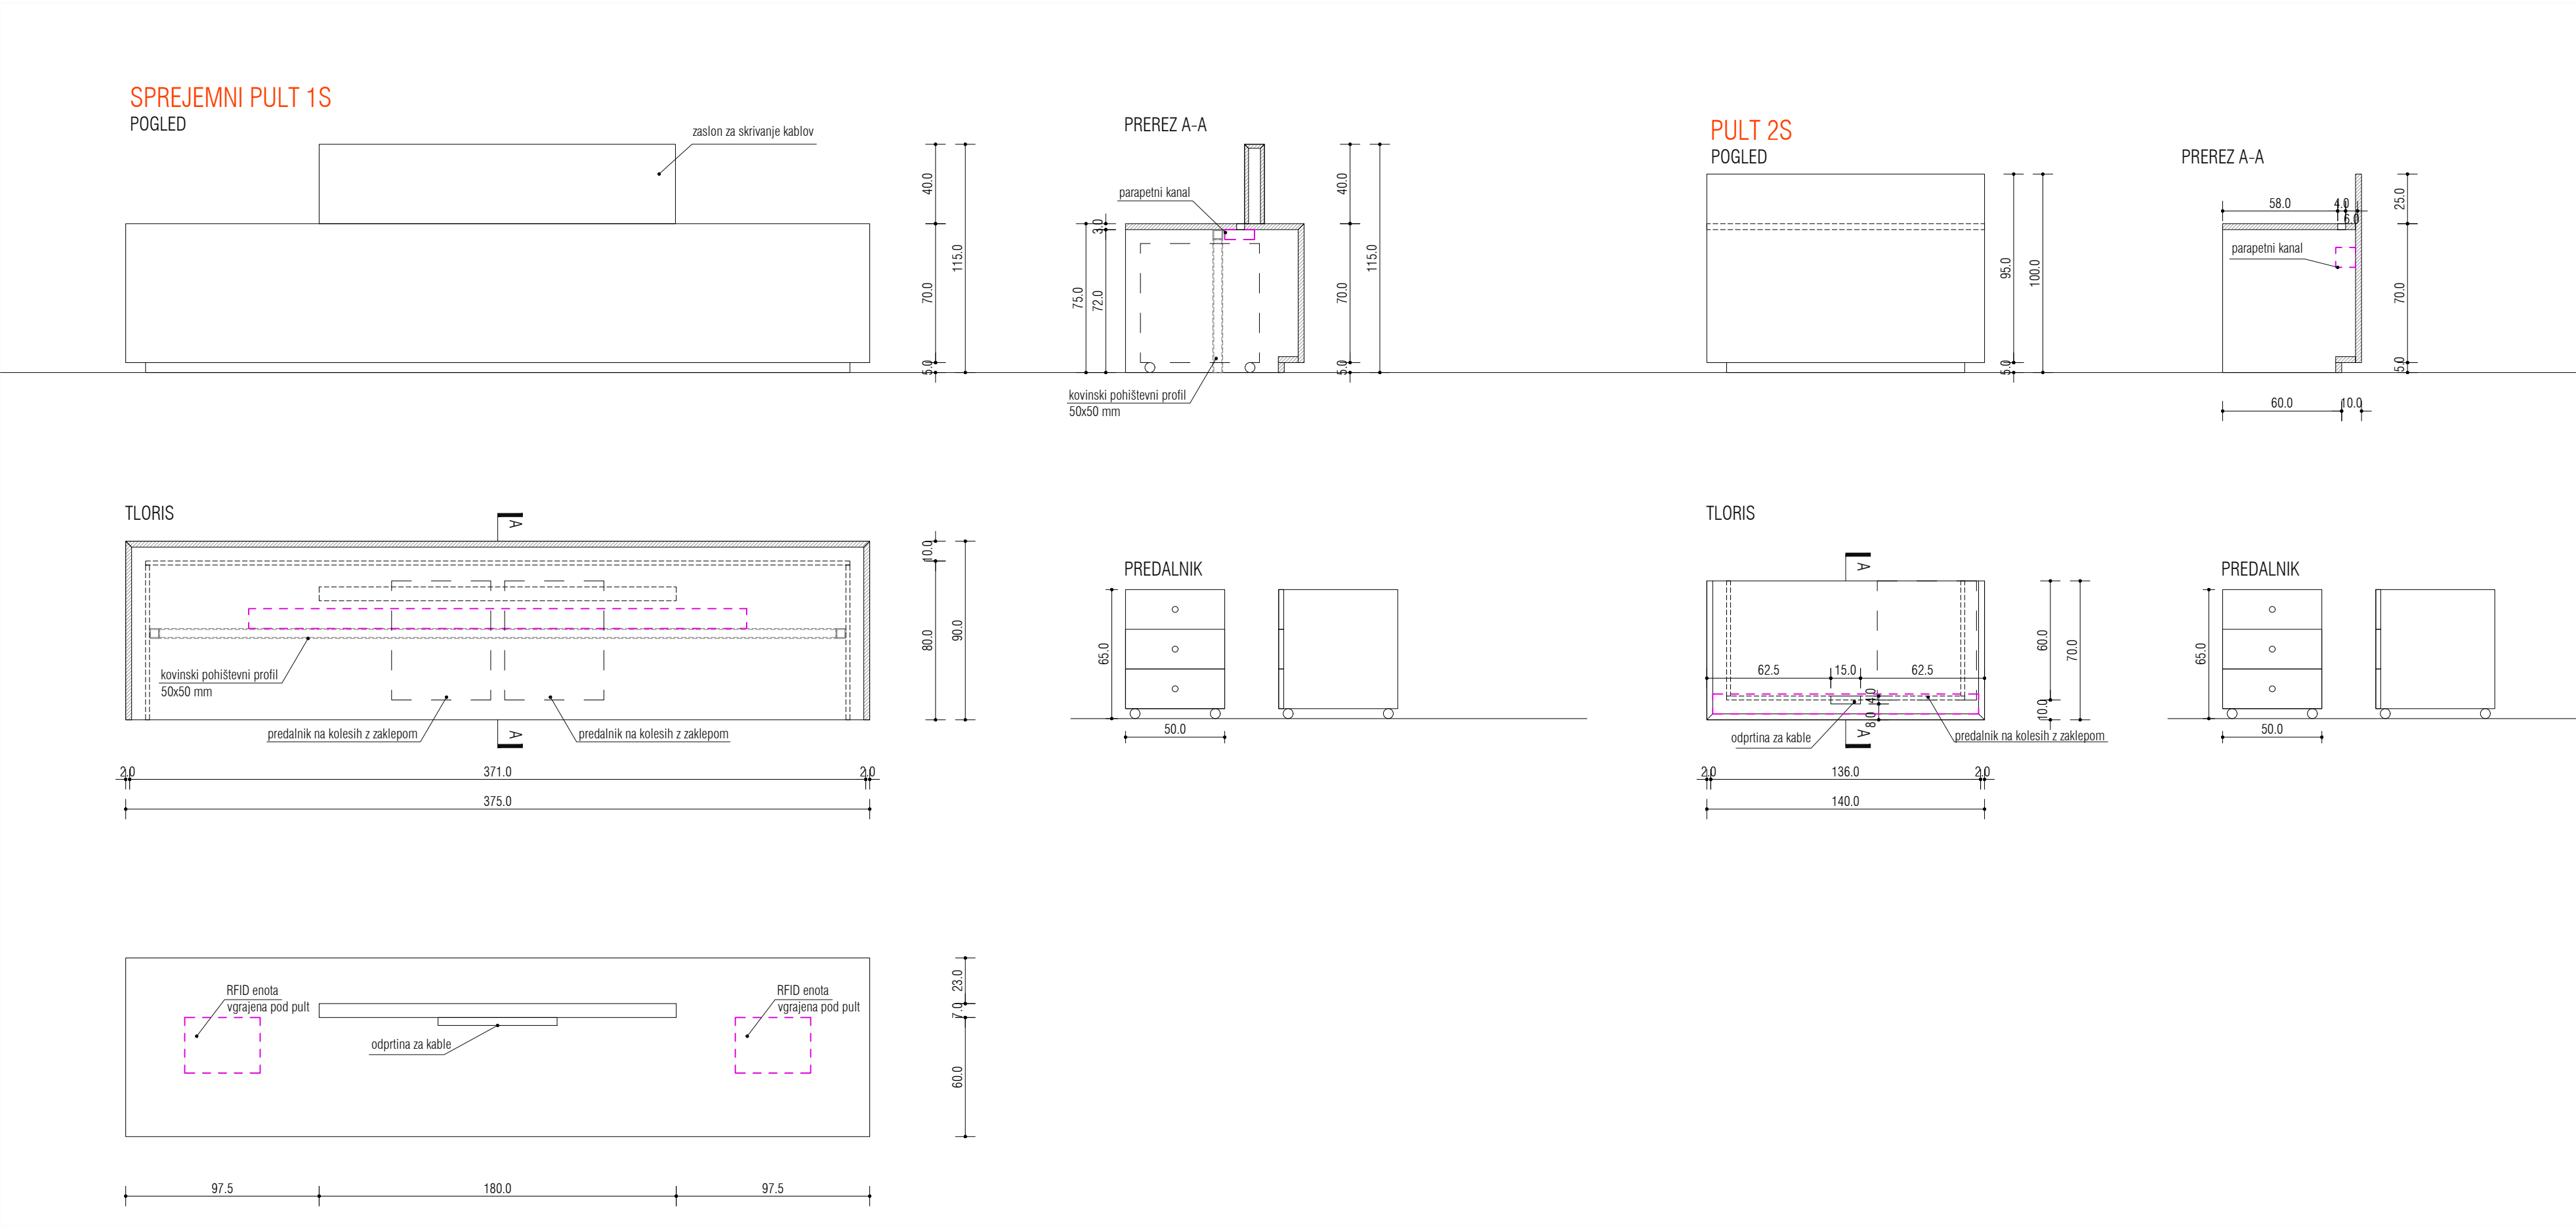 SPREJEMNI PULT 1S
POGLED
zaslon za skrivanje kablov
40.0
70.0
5.0
115.0
PREREZ A-A
parapetni kanal
3.0
75.0
72.0
40.0
70.0
5.0
115.0
kovinski pohištevni profil
50x50 mm
PULT 2S
POGLED
95.0
5.0
100.0
PREREZ A-A
58.0
4.0
6.0
parapetni kanal
25.0
70.0
5.0
60.0
10.0
TLORIS
A
kovinski pohištevni profil
50x50 mm
predalnik na kolesih z zaklepom
A
predalnik na kolesih z zaklepom
10.0
80.0
90.0
2.0
371.0
2.0
375.0
PREDALNIK
65.0
50.0
TLORIS
A
62.5
15.0
62.5
4.0
8.0
odprtina za kable
A
predalnik na kolesih z zaklepom
60.0
10.0
70.0
2.0
136.0
2.0
140.0
PREDALNIK
65.0
50.0
RFID enota
vgrajena pod pult
odprtina za kable
RFID enota
vgrajena pod pult
23.0
7.0
60.0
97.5
180.0
97.5